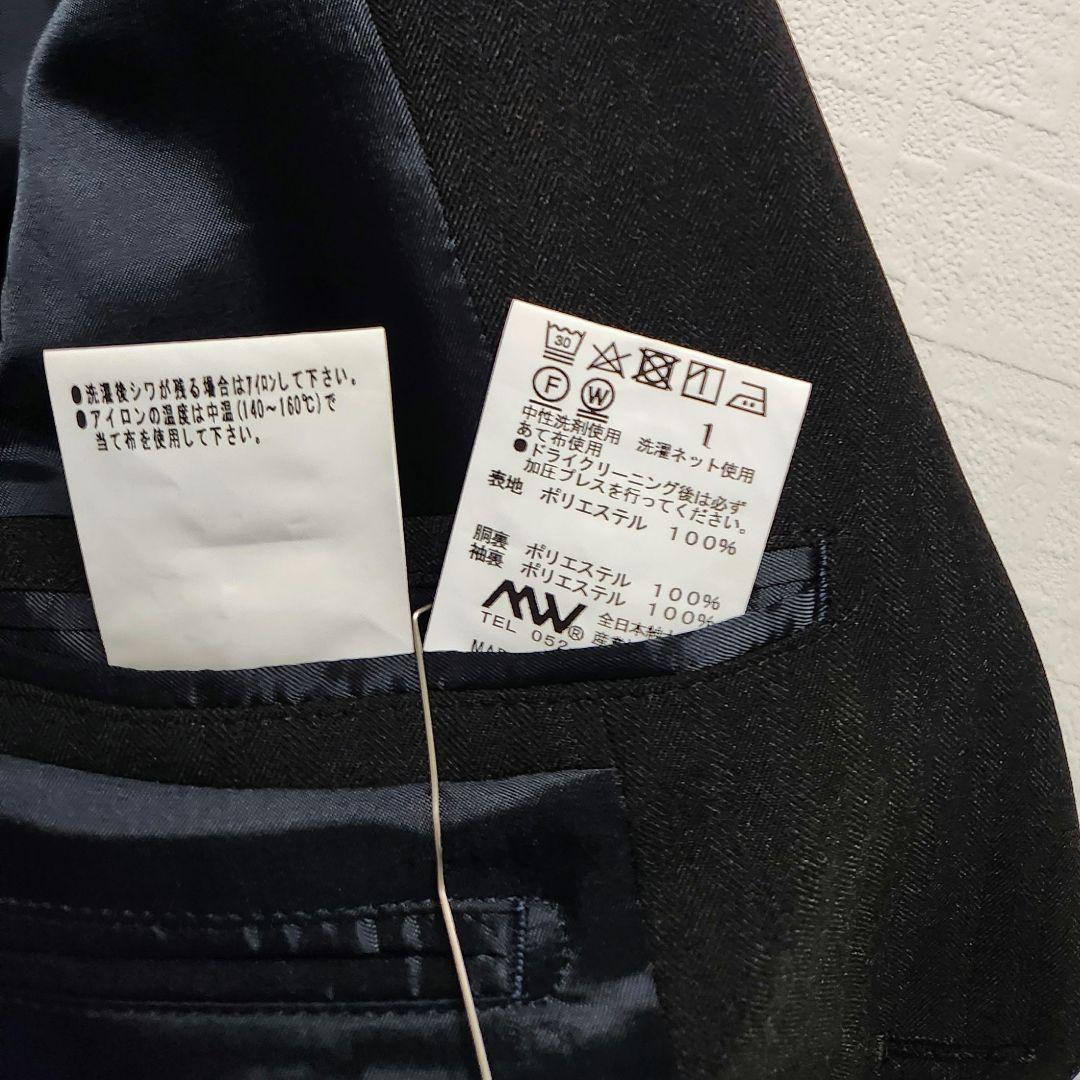 ●洗濯後シワが残る場合はｱｲﾛﾝして下さい。
●アイロンの温度は中温(140～160℃)で
当て布を使用して下さい。
30
F W
1
中性洗剤使用 洗濯ネット使用
あて布使用
●ドライクリーニング後は必ず
加圧プレスを行ってください。
表地 ポリエステル 100%
胴裏 ポリエステル 100%
袖裏 ポリエステル 100%
MW® 全日本紳士
TEL 052